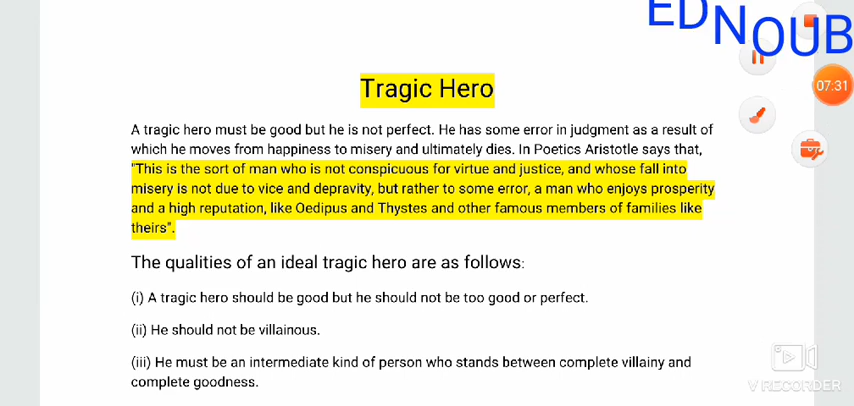 EDNOUB
07:31
Tragic Hero
A tragic hero must be good but he is not perfect. He has some error in judgment as a result of
which he moves from happiness to misery and ultimately dies. In Poetics Aristotle says that,
"This is the sort of man who is not conspicuous for virtue and justice, and whose fall into
misery is not due to vice and depravity, but rather to some error, a man who enjoys prosperity
and a high reputation, like Oedipus and Thystes and other famous members of families like
theirs".
The qualities of an ideal tragic hero are as follows:
(i) A tragic hero should be good but he should not be too good or perfect.
(ii) He should not be villainous.
(iii) He must be an intermediate kind of person who stands between complete villainy and
complete goodness.
V RECORDER